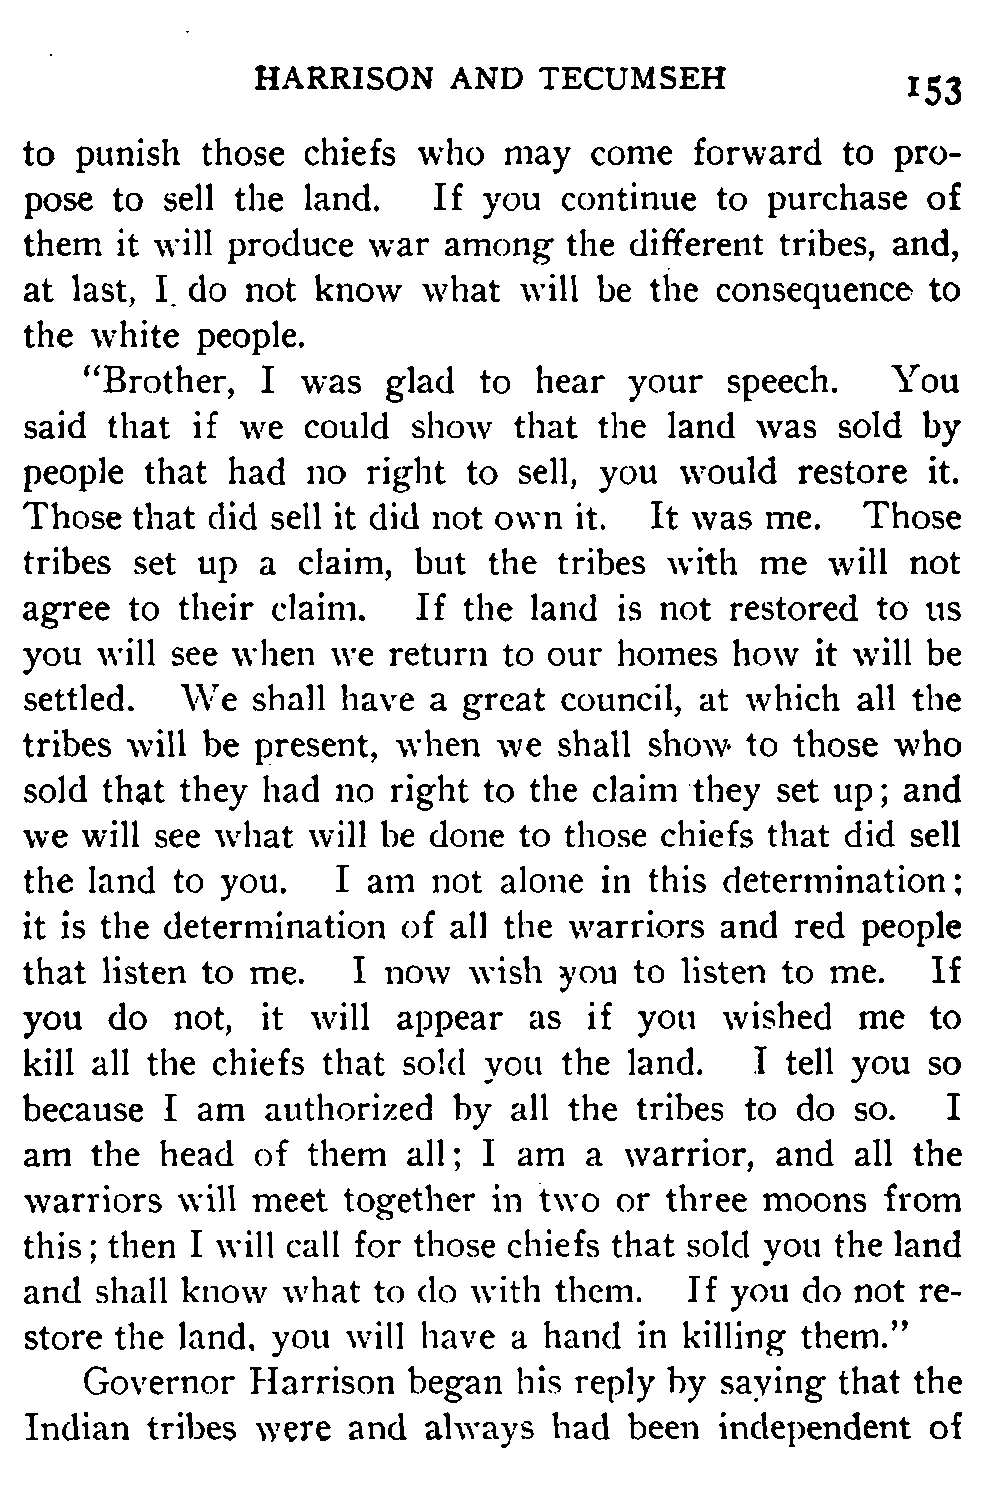 HARRISON AND TECUMSEH 153
to punish those chiefs who may come forward to pro-
pose to sell the land. If you continue to purchase of
them it will produce war among the different tribes, and,
at last, I do not know what will be the consequence to
the white people.
"Brother, I was glad to hear your speech. You
said that if we could show that the land was sold by
people that had no right to sell, you would restore it.
Those that did sell it did not own it. It was me. Those
tribes set up a claim, but the tribes with me will not
agree to their claim. If the land is not restored to us
you will see when we return to our homes how it will be
settled. We shall have a great council, at which all the
tribes will be present, when we shall show to those who
sold that they had no right to the claim they set up; and
we will see what will be done to those chiefs that did sell
the land to you. I am not alone in this determination;
it is the determination of all the warriors and red people
that listen to me. I now wish you to listen to me. If
you do not, it will appear as if you wished me to
kill all the chiefs that sold you the land. I tell you so
because I am authorized by all the tribes to do so. I
am the head of them all; I am a warrior, and all the
warriors will meet together in two or three moons from
this; then I will call for those chiefs that sold you the land
and shall know what to do with them. If you do not re-
store the land, you will have a hand in killing them."
Governor Harrison began his reply by saying that the
Indian tribes were and always had been independent of